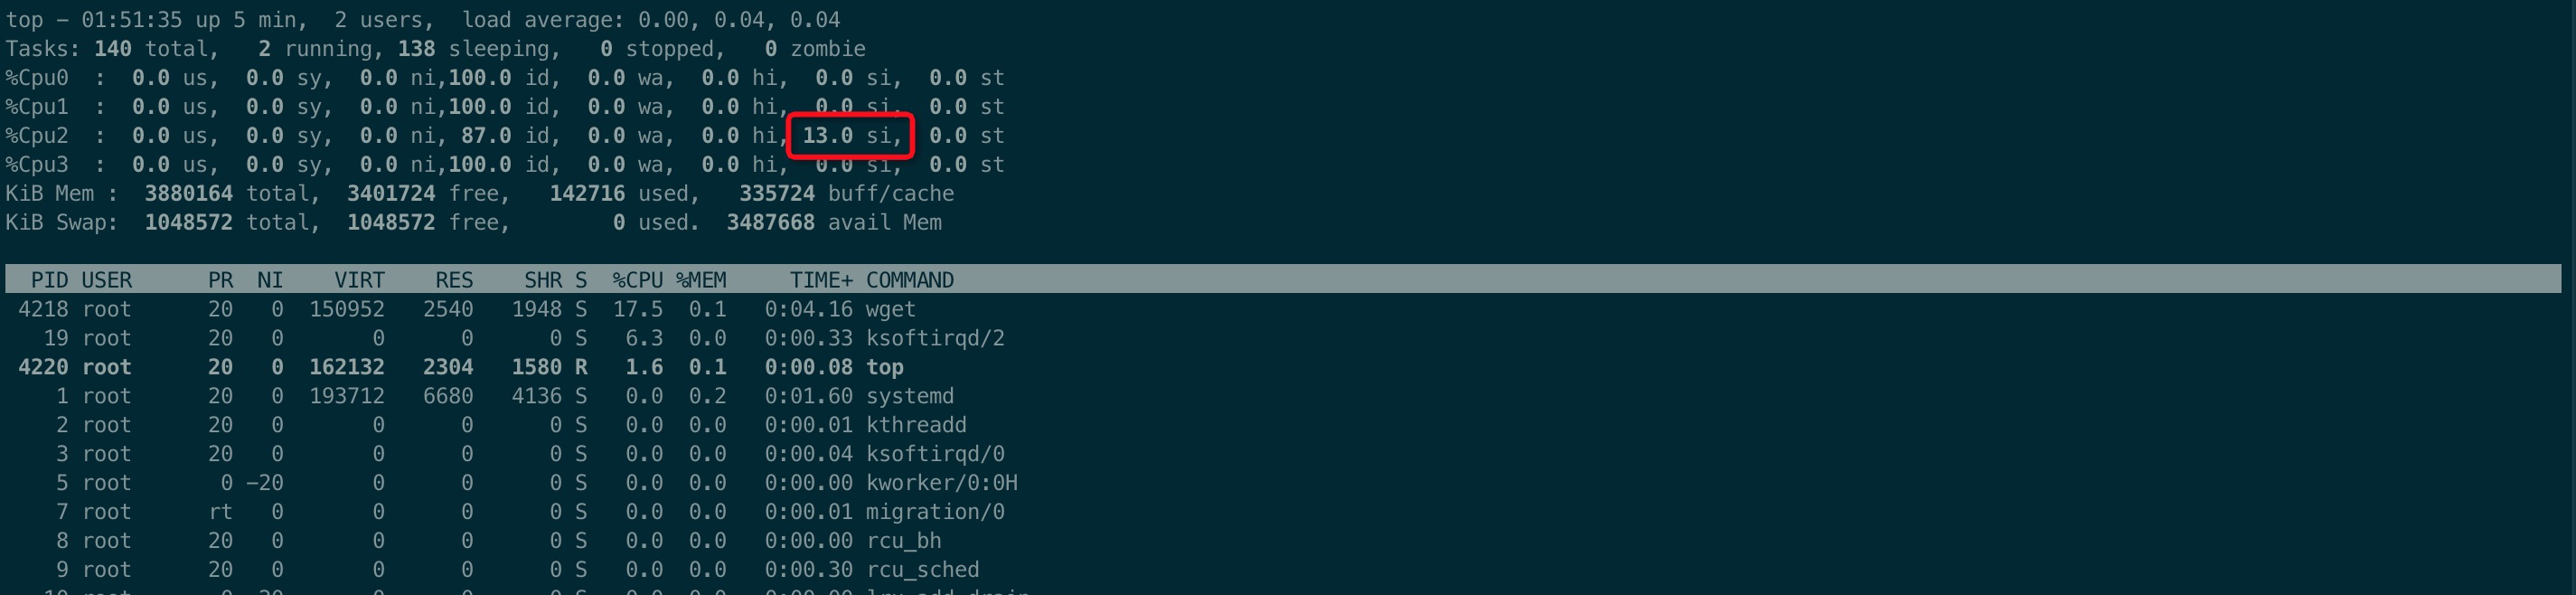 top - 01:51:35 up 5 min,  2 users,  load average: 0.00, 0.04, 0.04
Tasks: 140 total,   2 running, 138 sleeping,   0 stopped,   0 zombie
%Cpu0  :  0.0 us,  0.0 sy,  0.0 ni,100.0 id,  0.0 wa,  0.0 hi,  0.0 si,  0.0 st
%Cpu1  :  0.0 us,  0.0 sy,  0.0 ni,100.0 id,  0.0 wa,  0.0 hi,  0.0 si,  0.0 st
%Cpu2  :  0.0 us,  0.0 sy,  0.0 ni, 87.0 id,  0.0 wa,  0.0 hi, 13.0 si,  0.0 st
%Cpu3  :  0.0 us,  0.0 sy,  0.0 ni,100.0 id,  0.0 wa,  0.0 hi,  0.0 si,  0.0 st
KiB Mem :  3880164 total,  3401724 free,   142716 used,   335724 buff/cache
KiB Swap:  1048572 total,  1048572 free,        0 used.  3487668 avail Mem
PID USER      PR  NI    VIRT    RES    SHR S  %CPU %MEM     TIME+ COMMAND
4218 root      20   0  150952   2540   1948 S  17.5  0.1   0:04.16 wget
19 root      20   0       0      0      0 S   6.3  0.0   0:00.33 ksoftirqd/2
4220 root      20   0  162132   2304   1580 R   1.6  0.1   0:00.08 top
1 root      20   0  193712   6680   4136 S   0.0  0.2   0:01.60 systemd
2 root      20   0       0      0      0 S   0.0  0.0   0:00.01 kthreadd
3 root      20   0       0      0      0 S   0.0  0.0   0:00.04 ksoftirqd/0
5 root       0 -20       0      0      0 S   0.0  0.0   0:00.00 kworker/0:0H
7 root      rt   0       0      0      0 S   0.0  0.0   0:00.01 migration/0
8 root      20   0       0      0      0 S   0.0  0.0   0:00.00 rcu_bh
9 root      20   0       0      0      0 S   0.0  0.0   0:00.30 rcu_sched